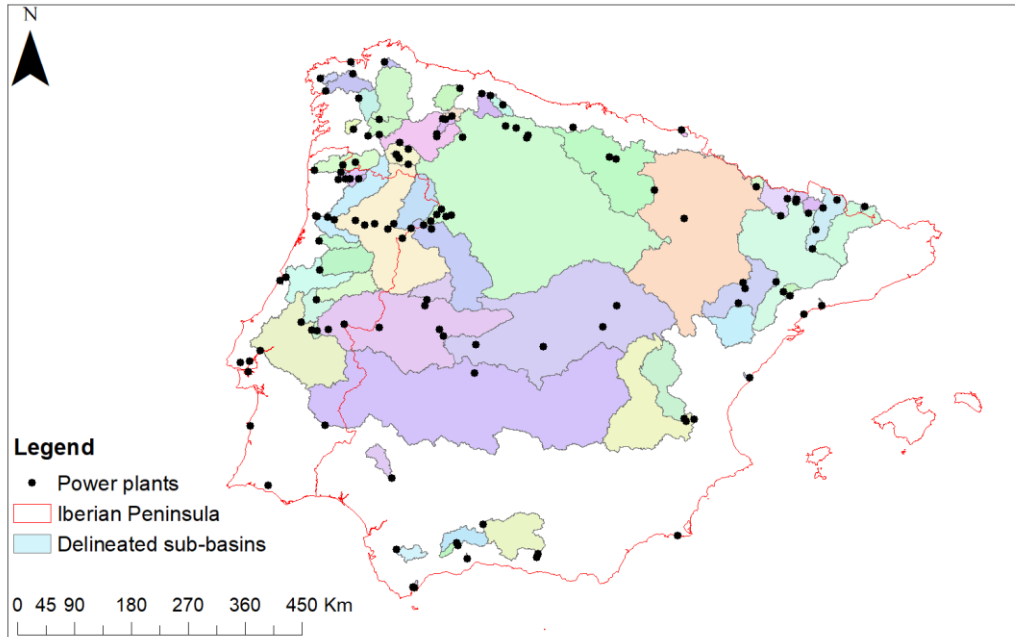 N
Legend
Power plants
Iberian Peninsula
Delineated sub-basins
0 45 90 180 270 360 450 Km